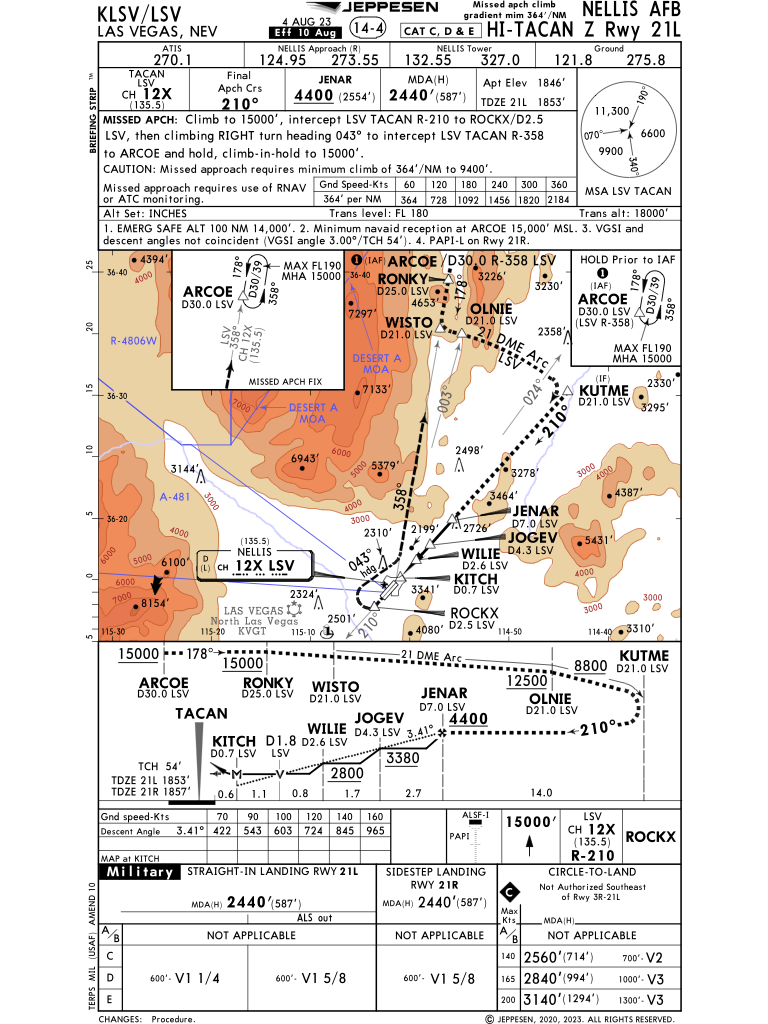 KLSV/LSV
LAS VEGAS, NEV
JEPPESEN
4 AUG 23
Eff 10 Aug
14-4
Missed apch climb
gradient mim 364'/NM
CAT C, D & E
NELLIS AFB
HI-TACAN Z Rwy 21L
ATIS
270.1
NELLIS Approach (R)
124.95 273.55
NELLIS Tower
132.55 327.0
Ground
121.8 275.8
BRIEFING STRIP ™
TACAN
LSV
CH 12X
(135.5)
Final
Apch Crs
210°
JENAR
4400 (2554')
MDA(H)
2440' (587')
Apt Elev 1846'
TDZE 21L 1853'
MISSED APCH: Climb to 15000', intercept LSV TACAN R-210 to ROCKX/D2.5
LSV, then climbing RIGHT turn heading 043° to intercept LSV TACAN R-358
to ARCOE and hold, climb-in-hold to 15000'.
CAUTION: Missed approach requires minimum climb of 364'/NM to 9400'.
Missed approach requires use of RNAV
or ATC monitoring.
Gnd Speed-Kts 60 120 180 240 300 360
364' per NM 364 728 1092 1456 1820 2184
11,300
190°
070°
6600
9900
340°
MSA LSV TACAN
Alt Set: INCHES Trans level: FL 180 Trans alt: 18000'
1. EMERG SAFE ALT 100 NM 14,000'. 2. Minimum navaid reception at ARCOE 15,000' MSL. 3. VGSI and
descent angles not coincident (VGSI angle 3.00°/TCH 54'). 4. PAPI-L on Rwy 21R.
25
20
15
10
5
0
5
4394'
4000
36-40
R-4806W
ARCOE
D30.0 LSV
178°
D30/39
358°
MAX FL190
MHA 15000
LSV
358°
CH 12X
(135.5)
MISSED APCH FIX
36-40
1 (IAF) ARCOE /D30.0 R-358 LSV
RONKY
D25.0 LSV
4653'
178°
3226'
3230'
7297'
WISTO
D21.0 LSV
OLNIE
D21.0 LSV
21 DME Arc
LSV
2358'
HOLD Prior to IAF
1
(IAF)
ARCOE
D30.0 LSV
(LSV R-358)
178°
D30/39
358°
MAX FL190
MHA 15000
DESERT A
MOA
7133'
003°
024°
(IF)
KUTME
D21.0 LSV
2330'
3295'
36-30
7000
DESERT A
MOA
210°
6943'
6000
5000
5379'
2498'
3278'
3144'
A-481
3000
4000
358°
4000
3000
3464'
3000
4000
4387'
36-20
JENAR
D7.0 LSV
2726'
2199'
2310'
JOGEV
D4.3 LSV
5431'
4000
3000
6000
5000
6100'
(135.5)
NELLIS
D
(L) CH 12X LSV
043°
hdg
WILIE
D2.6 LSV
KITCH
D0.7 LSV
6000
7000
8154'
2324'
LAS VEGAS
North Las Vegas
KVGT
3341'
ROCKX
D2.5 LSV
3000
3000
210°
2501'
4080'
3310'
115-30
115-20
115-10
114-50
114-40
15000
178°
15000
21 DME Arc
8800
KUTME
D21.0 LSV
12500
ARCOE
D30.0 LSV
RONKY
D25.0 LSV
WISTO
D21.0 LSV
OLNIE
D21.0 LSV
JENAR
D7.0 LSV
4400
210°
TACAN
JOGEV
D4.3 LSV
3.41°
WILIE
D2.6 LSV
KITCH
D0.7 LSV
D1.8
LSV
M
V
3380
2800
TCH 54'
TDZE 21L 1853'
TDZE 21R 1857'
0.6 1.1 0.8 1.7 2.7 14.0
Gnd speed-Kts 70 90 100 120 140 160
Descent Angle 3.41° 422 543 603 724 845 965
MAP at KITCH
ALSF-I
PAPI
15000'
LSV
CH 12X
(135.5)
R-210
ROCKX
TERPS MIL (USAF) AMEND 10
Military
STRAIGHT-IN LANDING RWY 21L
SIDESTEP LANDING
RWY 21R
CIRCLE-TO-LAND
C
Not Authorized Southeast
of Rwy 3R-21L
MDA(H) 2440' (587')
ALS out
MDA(H) 2440' (587')
Max
Kts
MDA(H)
A/B NOT APPLICABLE NOT APPLICABLE A/B NOT APPLICABLE
C 140 2560' (714') 700'- V2
D 600'- V1 1/4 600'- V1 5/8 600'- V1 5/8 165 2840' (994') 1000'- V3
E 200 3140' (1294') 1300'- V3
CHANGES: Procedure.
© JEPPESEN, 2020, 2023. ALL RIGHTS RESERVED.